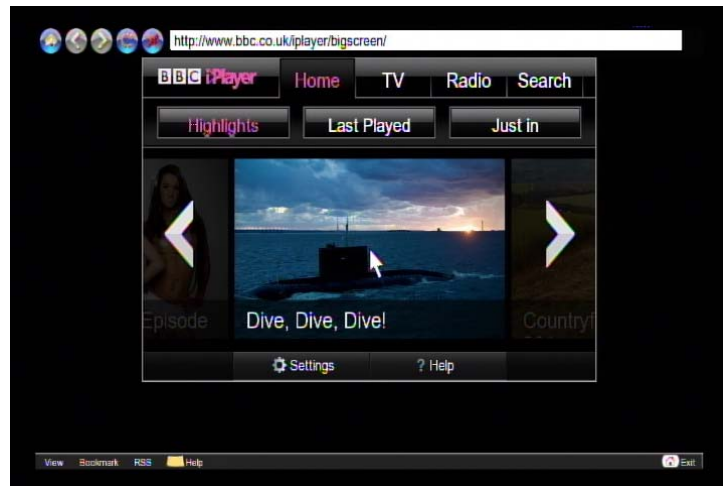 http://www.bbc.co.uk/iplayer/bigscreen/
BBC iPlayer Home TV Radio Search
Highlights Last Played Just in
Episode Dive, Dive, Dive! Countryf
Settings ? Help
View Bookmark RSS Help Exit